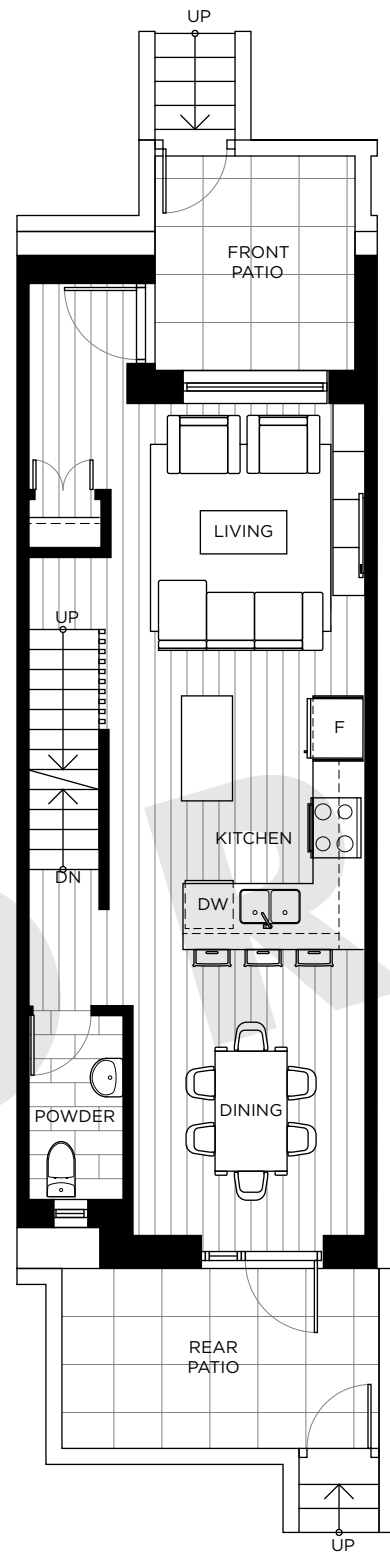 UP
FRONT
PATIO
LIVING
UP
F
KITCHEN
DN
DW
DINING
POWDER
REAR
PATIO
UP